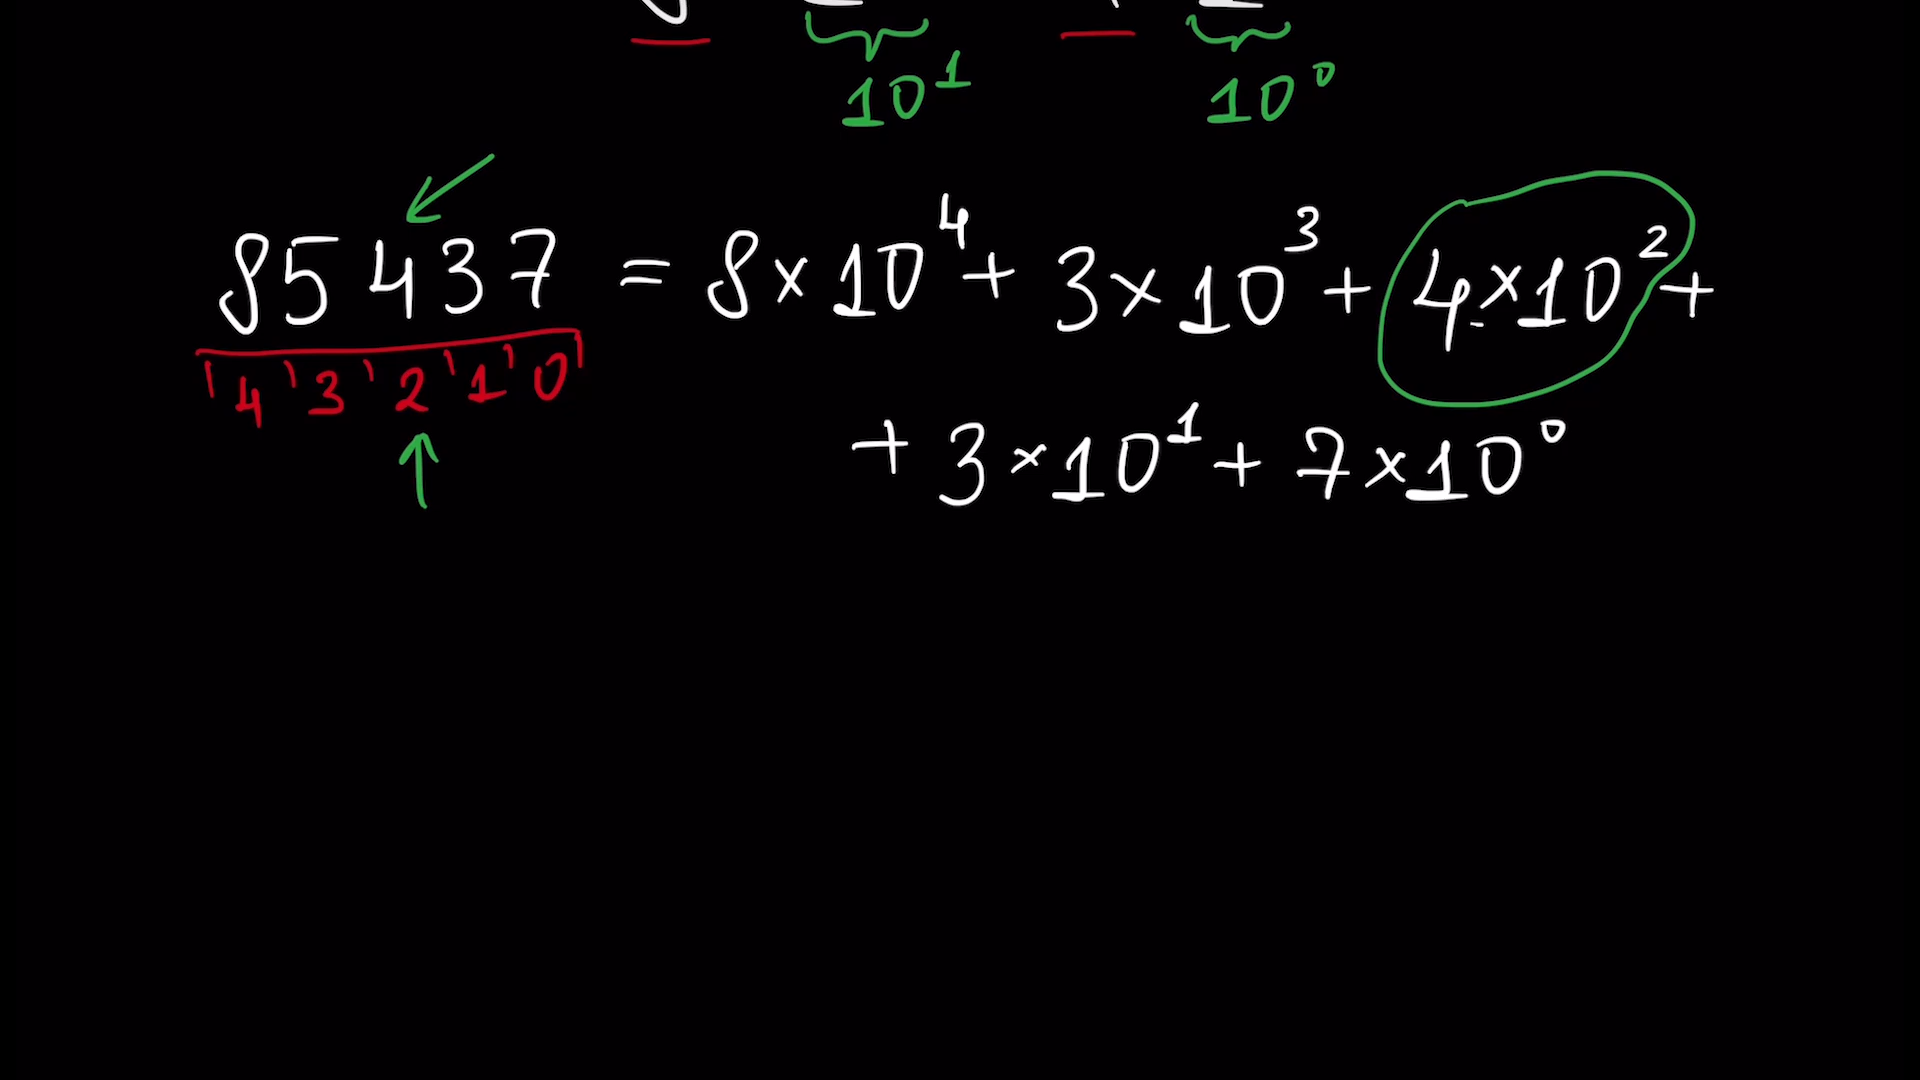 10¹ 10⁰
85437 = 8×10⁴ + 3×10³ + 4×10² +
4 3 2 1 0
+ 3×10¹ + 7×10⁰